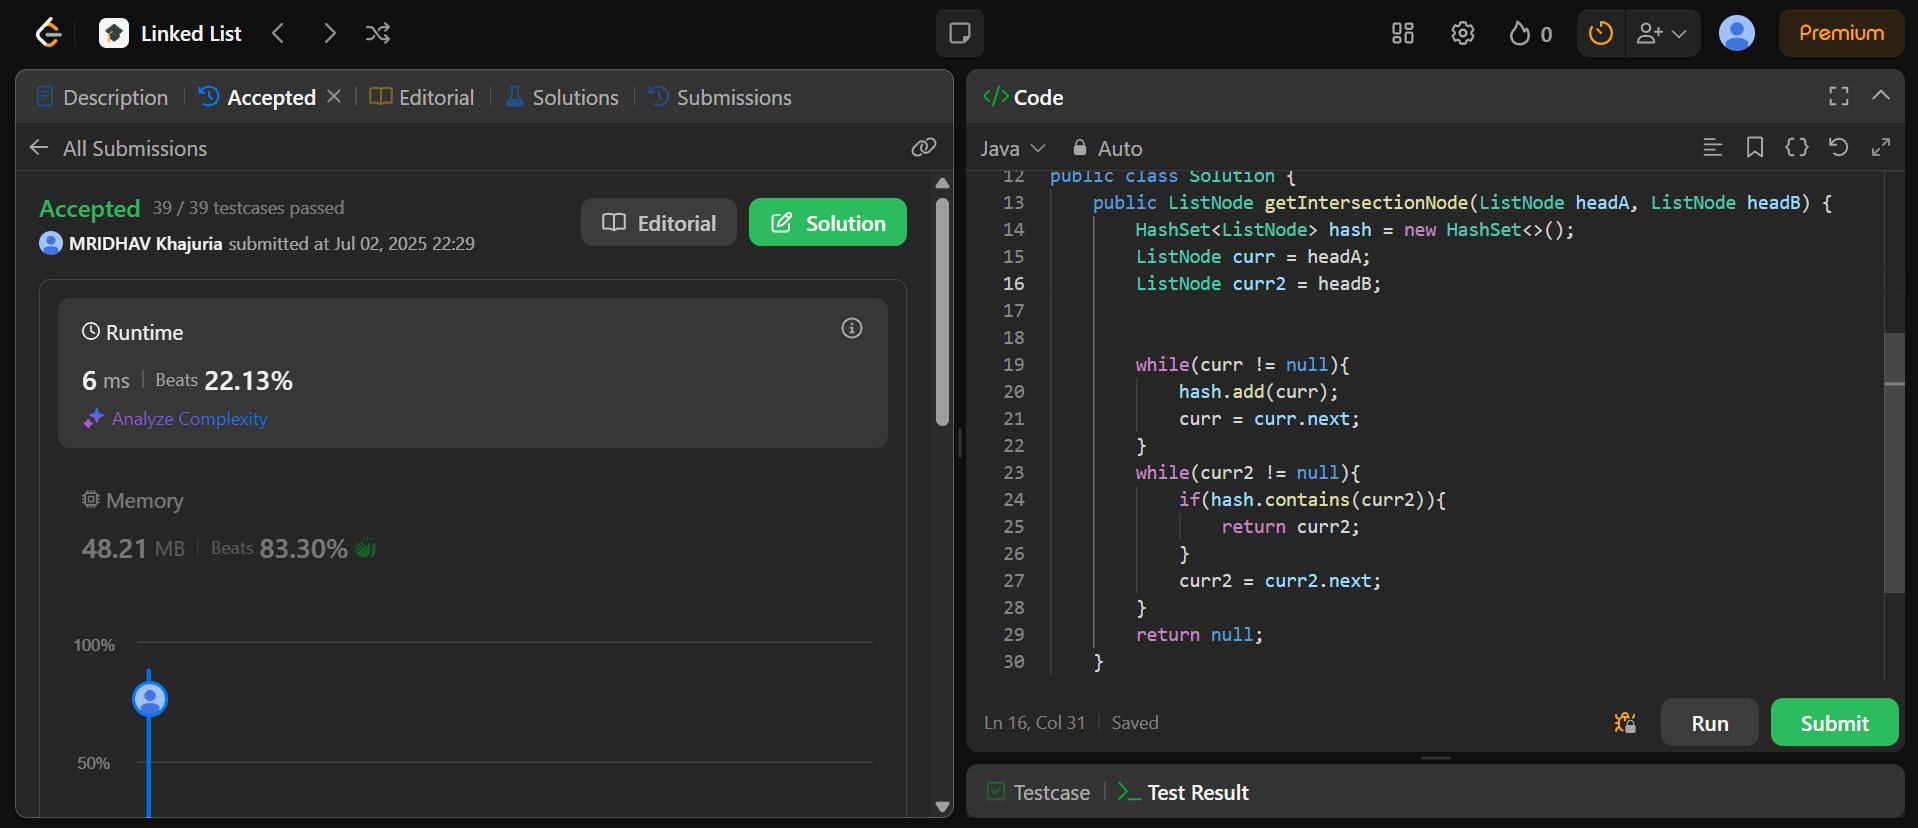 Linked List
0
Premium
Description
Accepted
Editorial
Solutions
Submissions
All Submissions
Accepted 39 / 39 testcases passed
MRIDHAV Khajuria submitted at Jul 02, 2025 22:29
Editorial
Solution
Runtime
6 ms Beats 22.13%
Analyze Complexity
Memory
48.21 MB Beats 83.30%
100%
50%
</> Code
Java
Auto
12 public class Solution {
13 public ListNode getIntersectionNode(ListNode headA, ListNode headB) {
14 HashSet<ListNode> hash = new HashSet<>();
15 ListNode curr = headA;
16 ListNode curr2 = headB;
17
18
19 while(curr != null){
20 hash.add(curr);
21 curr = curr.next;
22 }
23 while(curr2 != null){
24 if(hash.contains(curr2)){
25 return curr2;
26 }
27 curr2 = curr2.next;
28 }
29 return null;
30 }
Ln 16, Col 31 Saved
Run
Submit
Testcase
Test Result